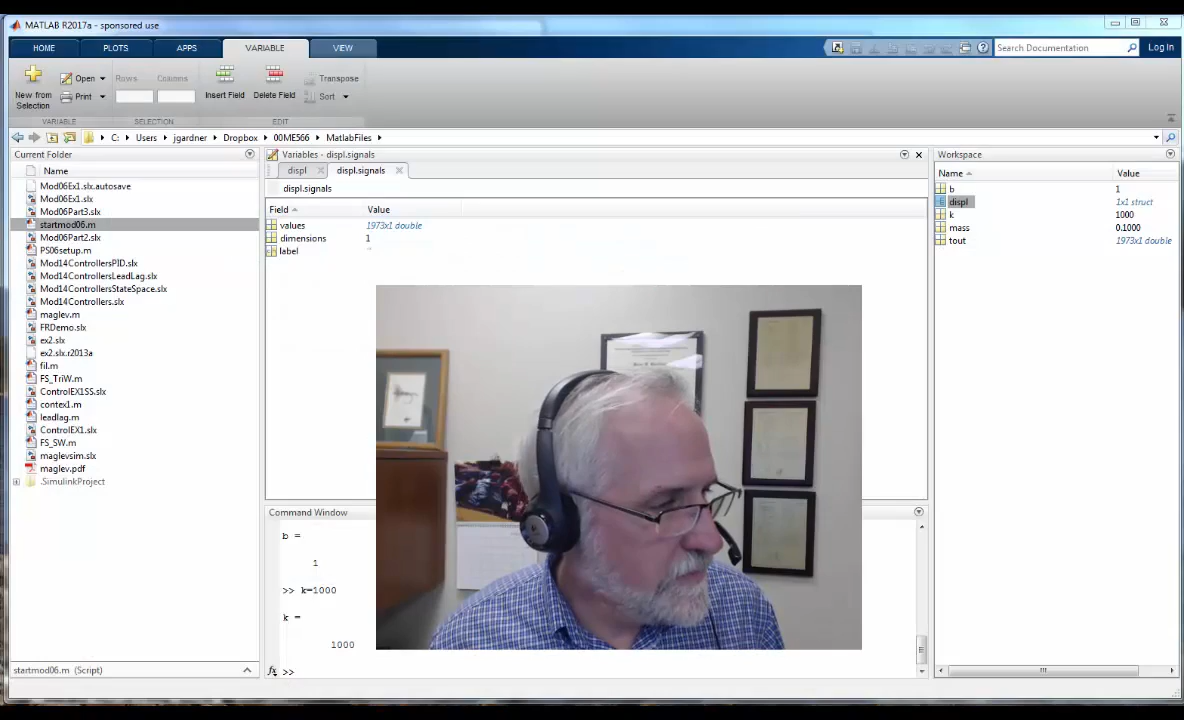 MATLAB R2017a - sponsored use
HOME PLOTS APPS VARIABLE VIEW
Search Documentation
Log In
New from Selection
Open
Print
Rows Columns
Insert Field
Delete Field
Transpose
Sort
VARIABLE SELECTION EDIT
C: Users jgardner Dropbox 00ME566 MatlabFiles
Current Folder
Name
Mod06Ex1.slx.autosave
Mod06Ex1.slx
Mod06Part3.slx
startmod06.m
Mod06Part2.slx
PS06setup.m
Mod14ControllersPID.slx
Mod14ControllersLeadLag.slx
Mod14ControllersStateSpace.slx
Mod14Controllers.slx
maglev.m
FRDemo.slx
ex2.slx
ex2.slx.r2013a
fil.m
FS_TriW.m
ControlEX1SS.slx
contex1.m
leadlag.m
ControlEX1.slx
FS_SW.m
maglevsim.slx
maglev.pdf
.SimulinkProject
startmod06.m (Script)
Variables - displ.signals
displ displ.signals
displ.signals
Field Value
values 1973x1 double
dimensions 1
label ''
Command Window
b =
1
>> k=1000
k =
1000
fx >>
Workspace
Name Value
b 1
displ 1x1 struct
k 1000
mass 0.1000
tout 1973x1 double